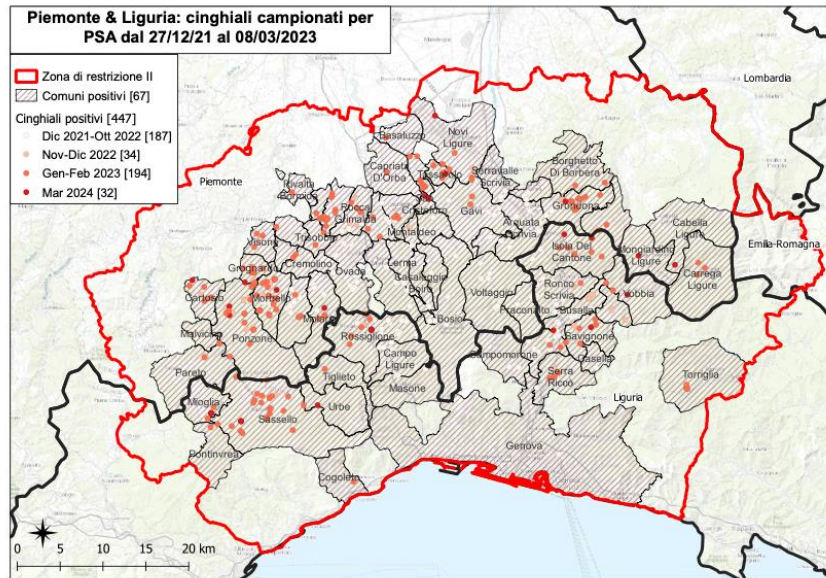 Piemonte & Liguria: cinghiali campionati per
PSA dal 27/12/21 al 08/03/2023
Zona di restrizione II
Comuni positivi [67]
Cinghiali positivi [447]
Dic 2021-Ott 2022 [187]
Nov-Dic 2022 [34]
Gen-Feb 2023 [194]
Mar 2024 [32]
Lombardia
Piemonte
Emilia-Romagna
Liguria
Basaluzzo
Novi
Ligure
Capriata
D'Orba
Tassarolo
Serravalle
Scrivia
Borghetto
Di Borbera
Rivalta
Bormida
Rocca
Grimalda
Gavi
Grondona
Montaldeo
Arquata
Scrivia
Cabella
Ligure
Trisobbio
Visone
Cremolino
Ovada
Lerma
Casaleggio
Boiro
Isola Del
Cantone
Mongiardino
Ligure
Carrega
Ligure
Grognardo
Cartosio
Morbello
Voltaggio
Ronco
Scrivia
Vobbia
Busalla
Bosio
Fraconalto
Malvicino
Ponzone
Molare
Rossiglione
Savignone
Casella
Pareto
Campo
Ligure
Campomorone
Tiglieto
Serra
Riccò
Torriglia
Masone
Mioglia
Sassello
Urbe
Genova
Pontinvrea
Cogoleto
0 5 10 15 20 km